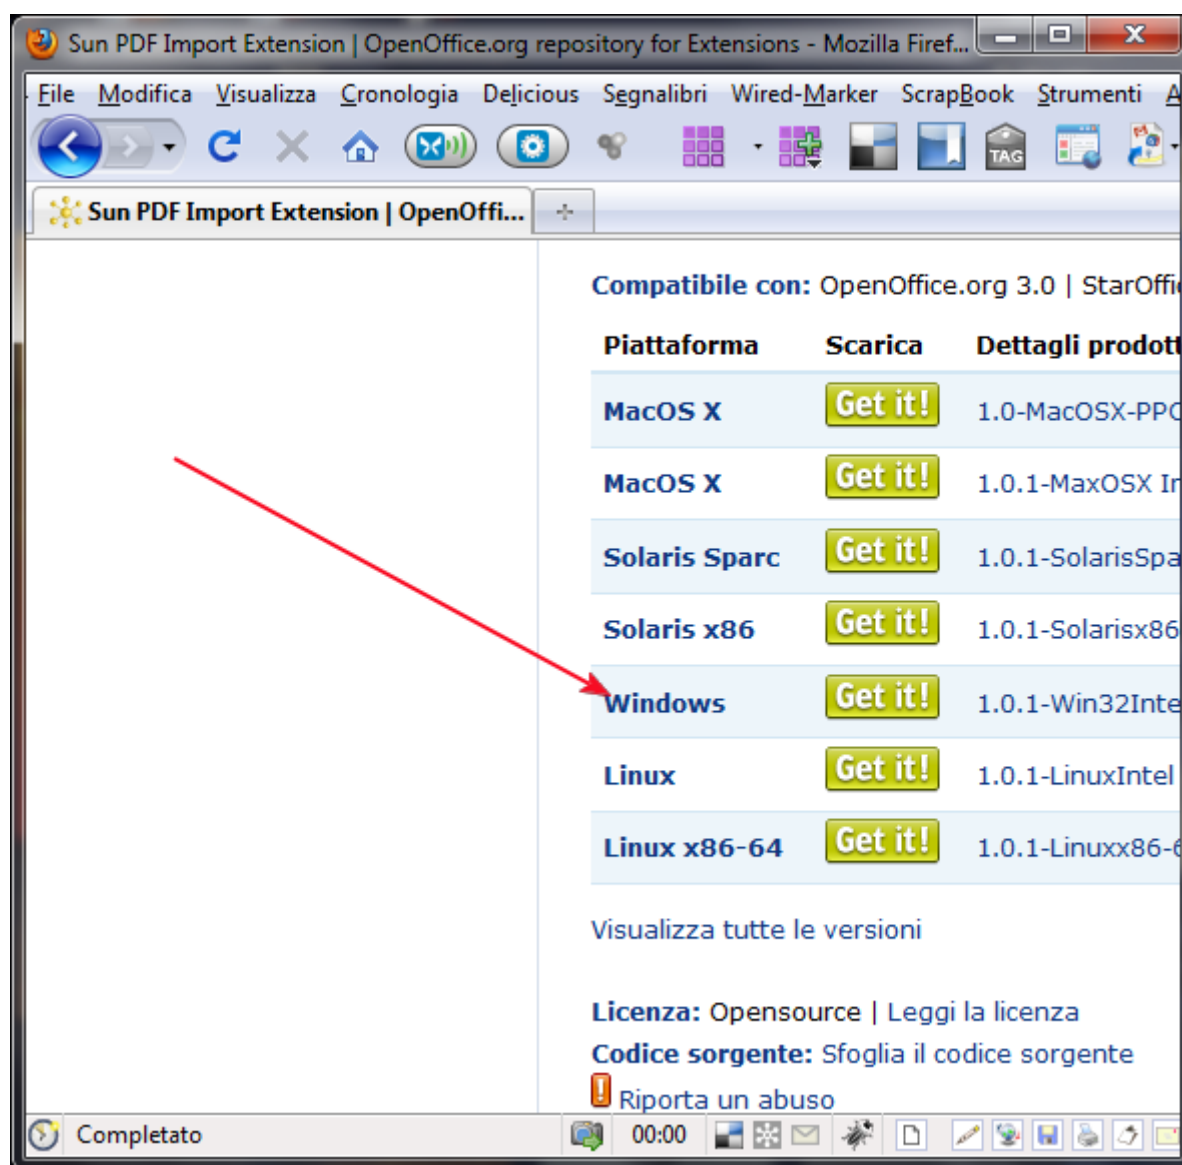 Sun PDF Import Extension | OpenOffice.org repository for Extensions - Mozilla Firef...
File Modifica Visualizza Cronologia Delicious Segnalibri Wired-Marker ScrapBook Strumenti A
TAG
Sun PDF Import Extension | OpenOffi...
Compatibile con: OpenOffice.org 3.0 | StarOffi
Piattaforma Scarica Dettagli prodott
MacOS X Get it! 1.0-MacOSX-PPC
MacOS X Get it! 1.0.1-MaxOSX In
Solaris Sparc Get it! 1.0.1-SolarisSpa
Solaris x86 Get it! 1.0.1-Solarisx86
Windows Get it! 1.0.1-Win32Inte
Linux Get it! 1.0.1-LinuxIntel
Linux x86-64 Get it! 1.0.1-Linuxx86-6
Visualizza tutte le versioni
Licenza: Opensource | Leggi la licenza
Codice sorgente: Sfoglia il codice sorgente
Riporta un abuso
Completato 00:00